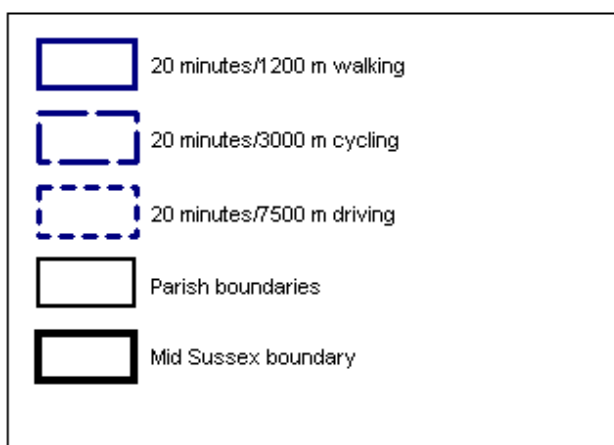 20 minutes/1200 m walking
20 minutes/3000 m cycling
20 minutes/7500 m driving
Parish boundaries
Mid Sussex boundary